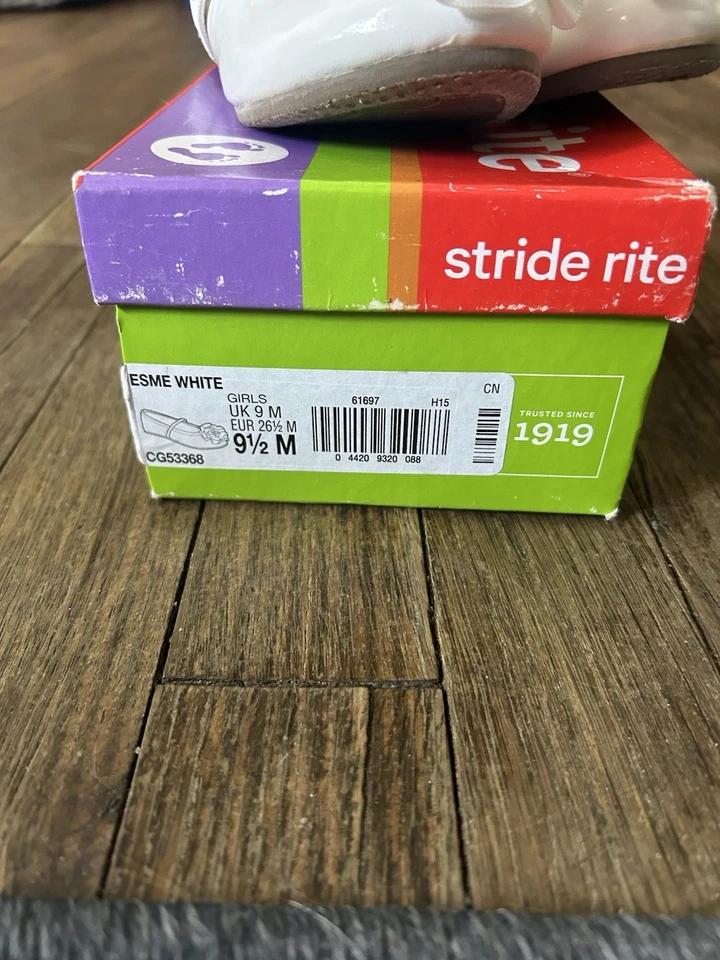 ite
stride rite
ESME WHITE
GIRLS
UK 9 M
EUR 26½ M
9½ M
CG53368
61697
H15
0 4420 9320 088
CN
TRUSTED SINCE
1919